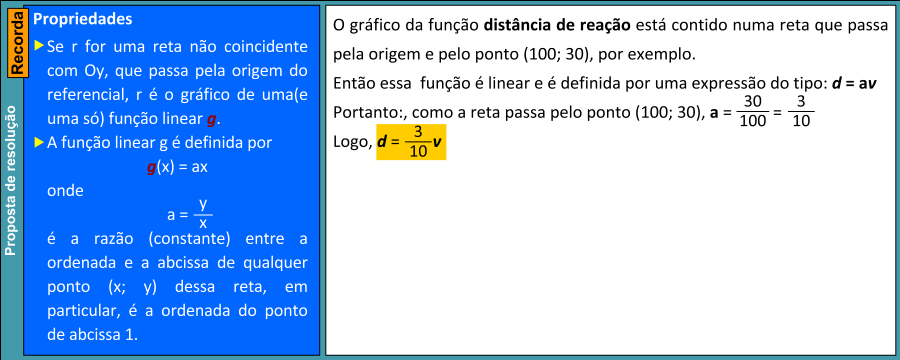 Proposta de resolução
Recorda
Propriedades
Se r for uma reta não coincidente
com Oy, que passa pela origem do
referencial, r é o gráfico de uma(e
uma só) função linear g.
A função linear g é definida por
g(x) = ax
onde
a = y/x
é a razão (constante) entre a
ordenada e a abcissa de qualquer
ponto (x; y) dessa reta, em
particular, é a ordenada do ponto
de abcissa 1.
O gráfico da função distância de reação está contido numa reta que passa
pela origem e pelo ponto (100; 30), por exemplo.
Então essa função é linear e é definida por uma expressão do tipo: d = av
Portanto:, como a reta passa pelo ponto (100; 30), a = 30/100 = 3/10
Logo, d = 3/10 v